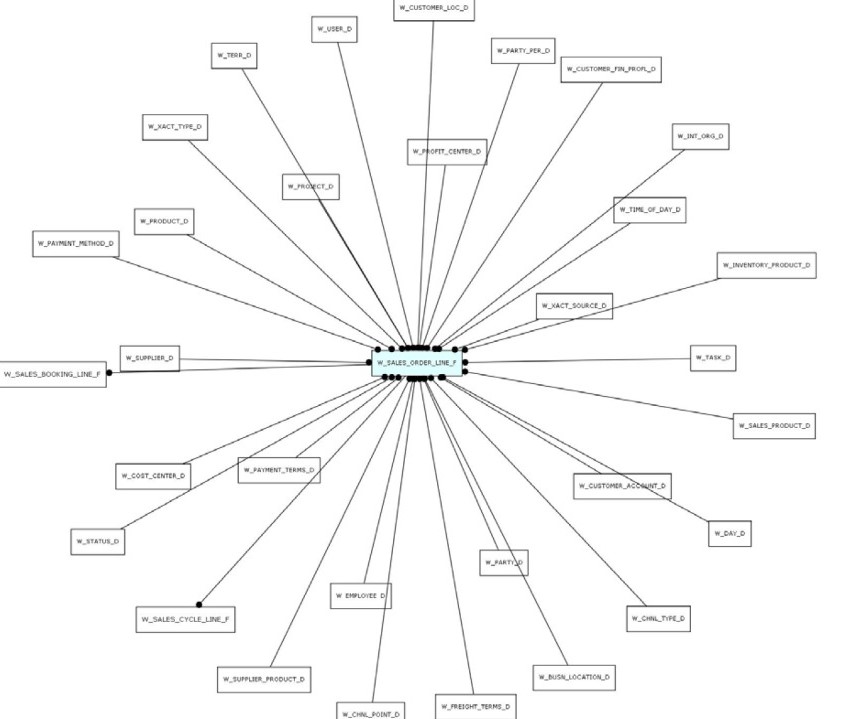 W_CUSTOMER_LOC_D
W_USER_D
W_PARTY_PER_D
W_TERR_D
W_CUSTOMER_FIN_PROFL_D
W_XACT_TYPE_D
W_INT_ORG_D
W_PROFIT_CENTER_D
W_PROJECT_D
W_TIME_OF_DAY_D
W_PRODUCT_D
W_PAYMENT_METHOD_D
W_INVENTORY_PRODUCT_D
W_XACT_SOURCE_D
W_SUPPLIER_D
W_TASK_D
W_SALES_ORDER_LINE_F
W_SALES_BOOKING_LINE_F
W_SALES_PRODUCT_D
W_PAYMENT_TERMS_D
W_COST_CENTER_D
W_CUSTOMER_ACCOUNT_D
W_DAY_D
W_STATUS_D
W_PARTY_D
W EMPLOYEE D
W_SALES_CYCLE_LINE_F
W_CHNL_TYPE_D
W_BUSN_LOCATION_D
W_SUPPLIER_PRODUCT_D
W_FREIGHT_TERMS_D
W_CHNL_POINT_D